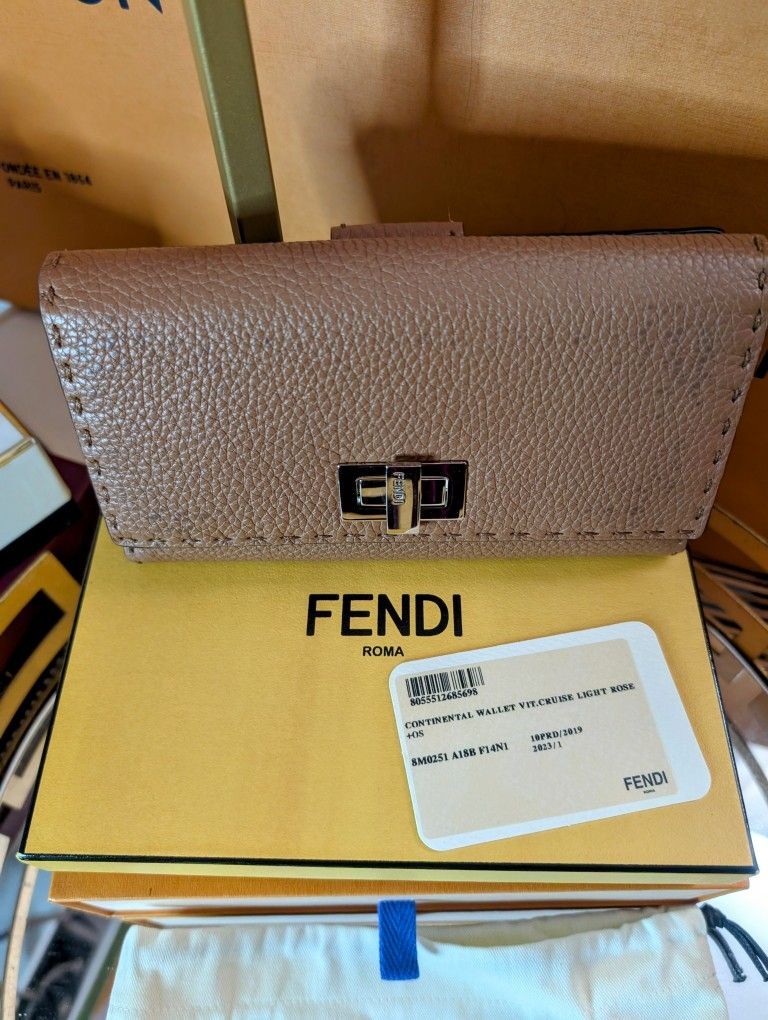 ON
ONDÉE EN 1854
PARIS
FENDI
FENDI
ROMA
8055512685698
CONTINENTAL WALLET VIT.CRUISE LIGHT ROSE
+OS
8M0251 A18B F14N1 10PRD/2019
2023/1
FENDI
ROMA